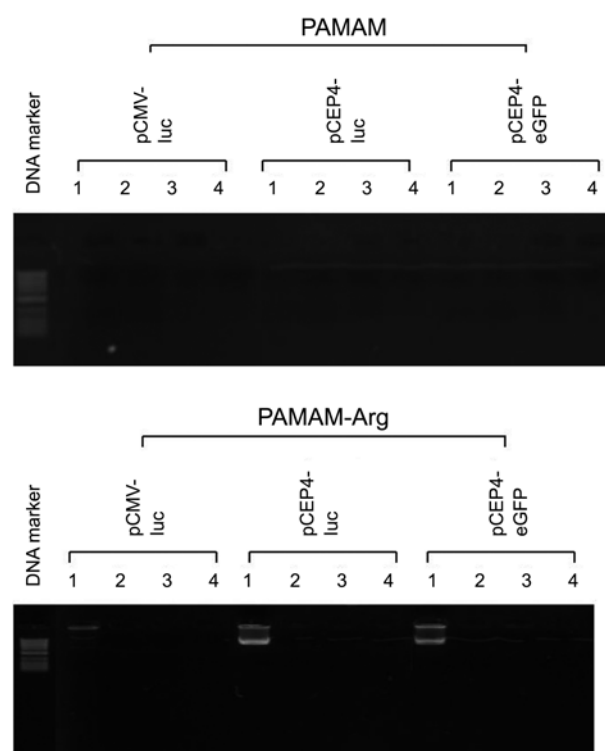 PAMAM
DNA marker
pCMV-
luc
pCEP4-
luc
pCEP4-
eGFP
1 2 3 4 1 2 3 4 1 2 3 4
PAMAM-Arg
DNA marker
pCMV-
luc
pCEP4-
luc
pCEP4-
eGFP
1 2 3 4 1 2 3 4 1 2 3 4